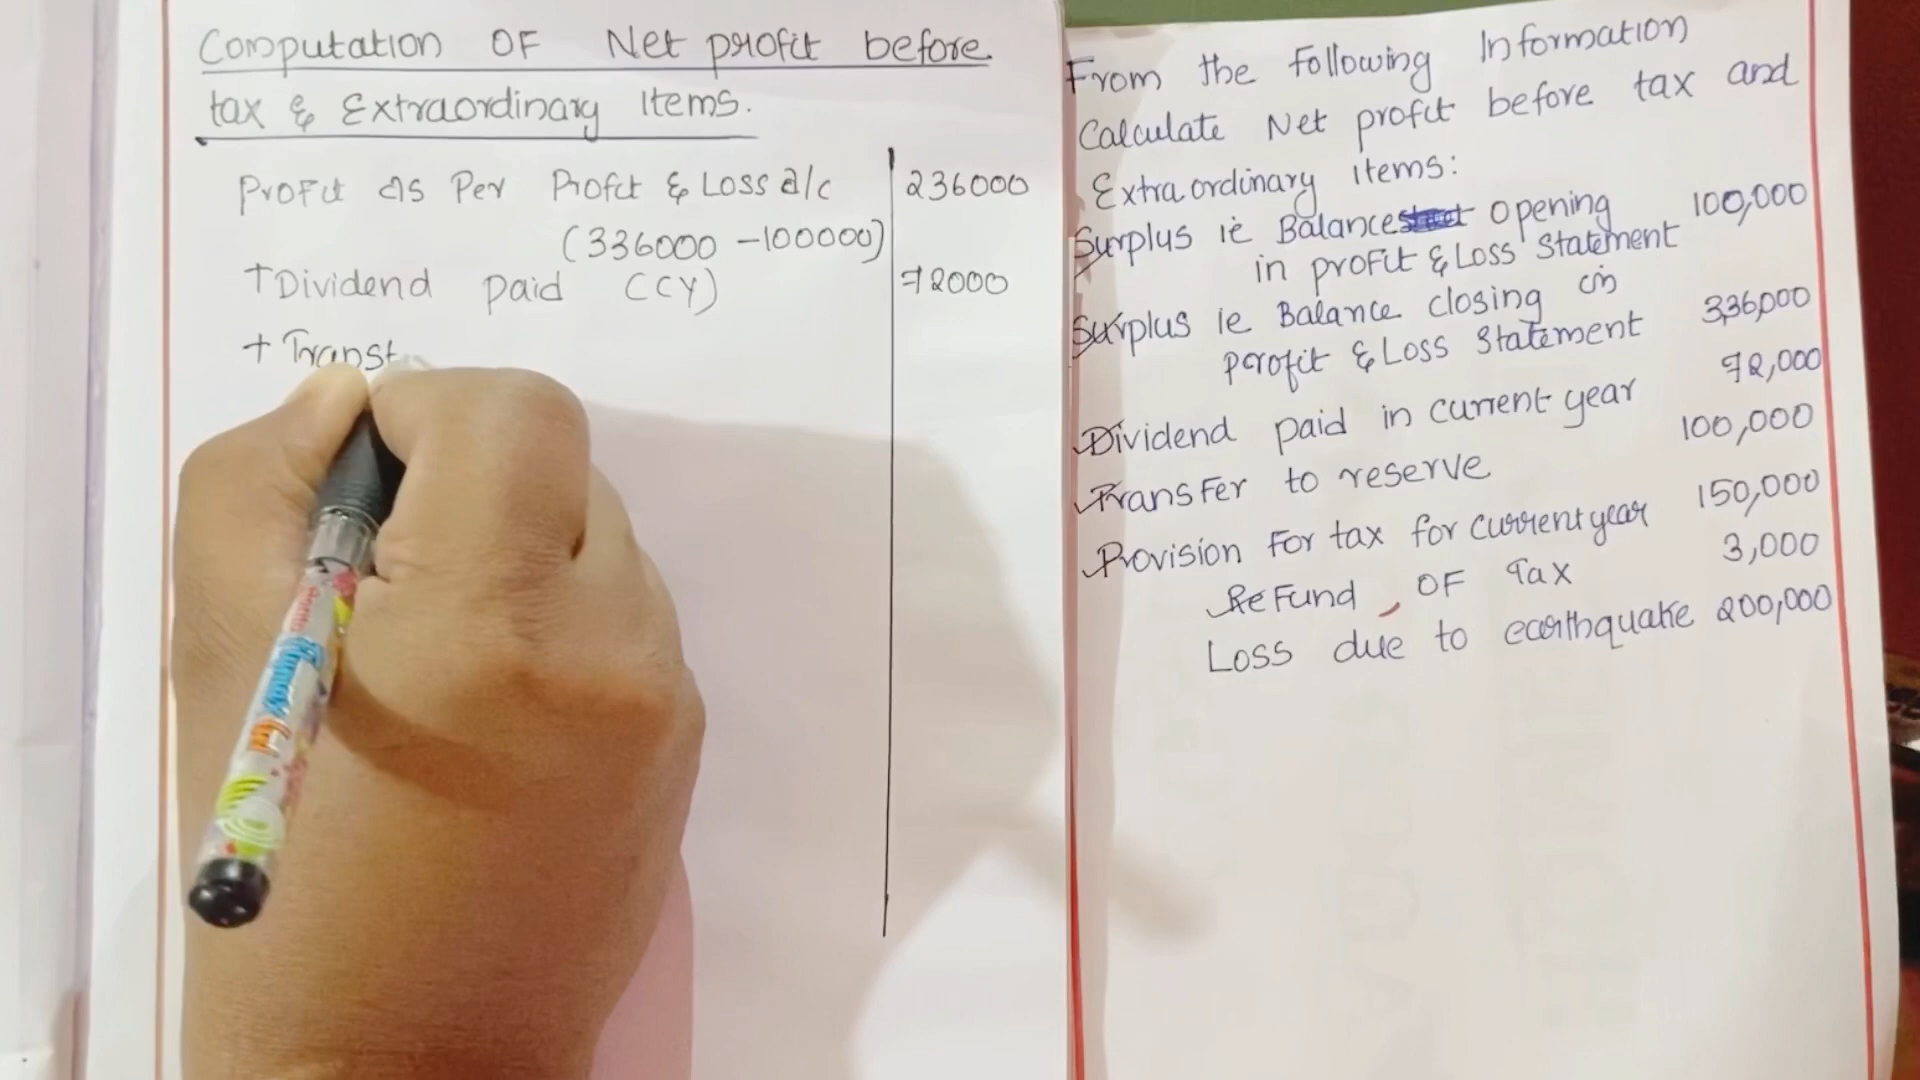 Computation OF Net profit before
tax & Extraordinary Items.
Profit as Per Profit & Loss a/c 236000
(336000 - 100000)
+Dividend paid (CY) 72000
+ Transf
From the Following Information
Calculate Net profit before tax and
Extraordinary items:
Surplus ie Balance opening 100,000
in profit & Loss Statement
Surplus ie Balance closing in
profit & Loss Statement 336,000
Dividend paid in current year 72,000
Transfer to reserve 100,000
Provision For tax for current year 150,000
Refund OF Tax 3,000
Loss due to earthquake 200,000